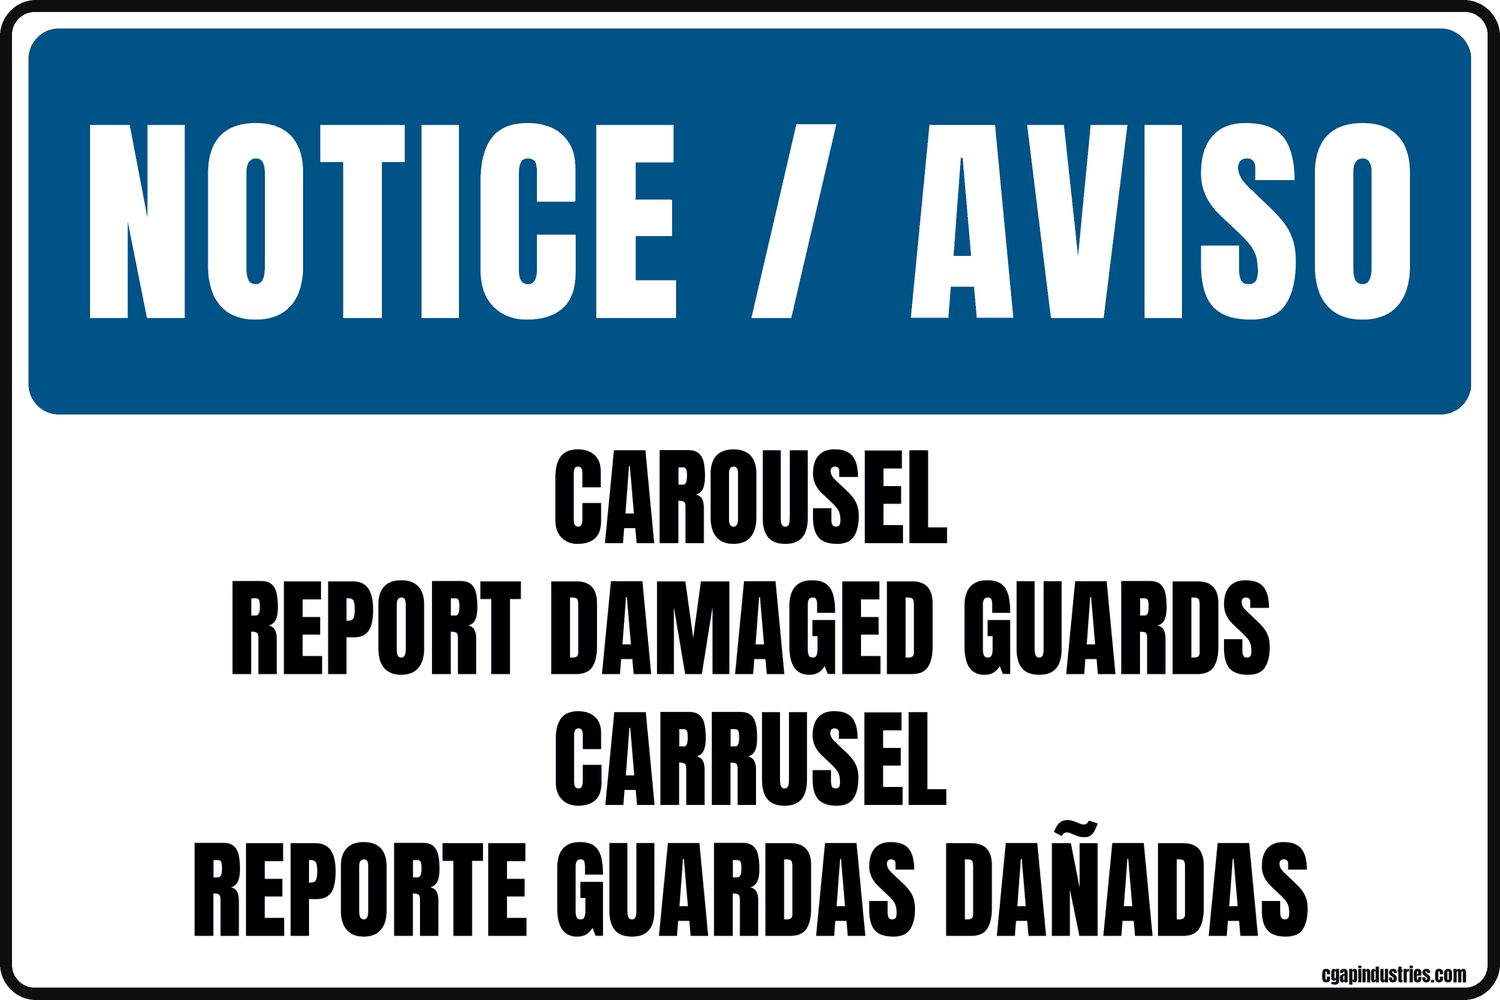 NOTICE / AVISO
CAROUSEL
REPORT DAMAGED GUARDS
CARRUSEL
REPORTE GUARDAS DAÑADAS
cgapindustries.com